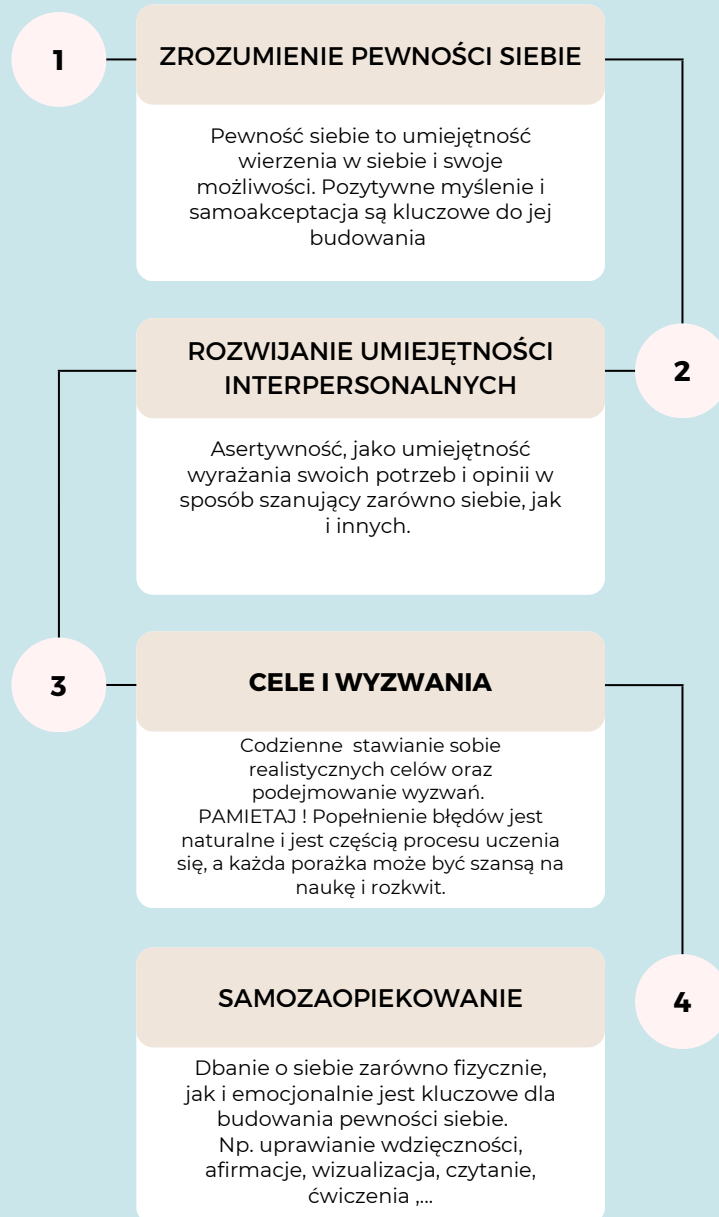 1
ZROZUMIENIE PEWNOŚCI SIEBIE
Pewność siebie to umiejętność
wierzenia w siebie i swoje
możliwości. Pozytywne myślenie i
samoakceptacja są kluczowe do jej
budowania
2
ROZWIJANIE UMIEJĘTNOŚCI
INTERPERSONALNYCH
Asertywność, jako umiejętność
wyrażania swoich potrzeb i opinii w
sposób szanujący zarówno siebie, jak
i innych.
3
CELE I WYZWANIA
Codzienne  stawianie sobie
realistycznych celów oraz
podejmowanie wyzwań.
PAMIETAJ ! Popełnienie błędów jest
naturalne i jest częścią procesu uczenia
się, a każda porażka może być szansą na
naukę i rozkwit.
4
SAMOZAOPIEKOWANIE
Dbanie o siebie zarówno fizycznie,
jak i emocjonalnie jest kluczowe dla
budowania pewności siebie.
Np. uprawianie wdzięczności,
afirmacje, wizualizacja, czytanie,
ćwiczenia ,...